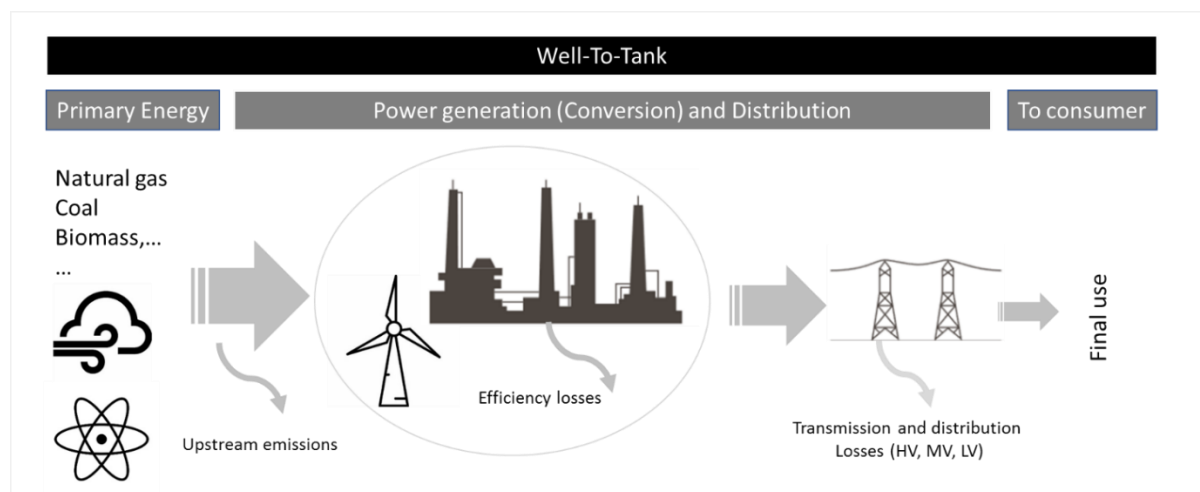 Well-To-Tank
Primary Energy
Power generation (Conversion) and Distribution
To consumer
Natural gas
Coal
Biomass,...
...
Upstream emissions
Efficiency losses
Transmission and distribution
Losses (HV, MV, LV)
Final use